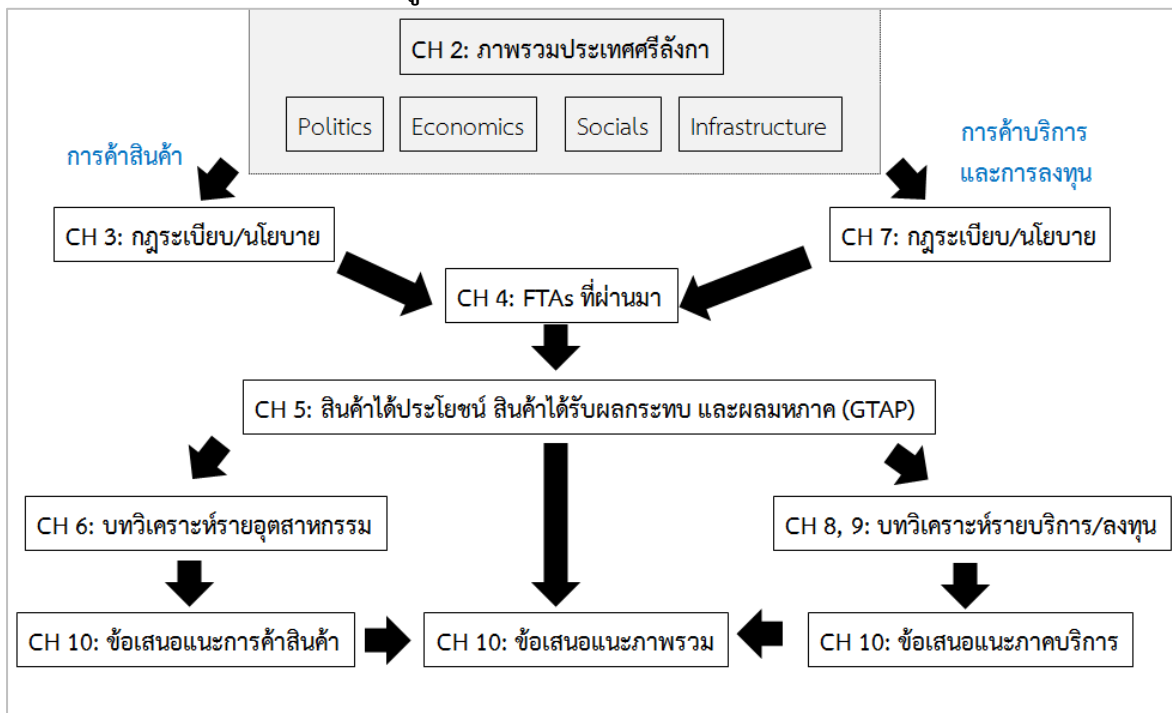 CH 2: ภาพรวมประเทศศรีลังกา
Politics
Economics
Socials
Infrastructure
การค้าสินค้า
การค้าบริการ
และการลงทุน
CH 3: กฎระเบียบ/นโยบาย
CH 7: กฎระเบียบ/นโยบาย
CH 4: FTAs ที่ผ่านมา
CH 5: สินค้าได้ประโยชน์ สินค้าได้รับผลกระทบ และผลมหภาค (GTAP)
CH 6: บทวิเคราะห์รายอุตสาหกรรม
CH 8, 9: บทวิเคราะห์รายบริการ/ลงทุน
CH 10: ข้อเสนอแนะการค้าสินค้า
CH 10: ข้อเสนอแนะภาพรวม
CH 10: ข้อเสนอแนะภาคบริการ